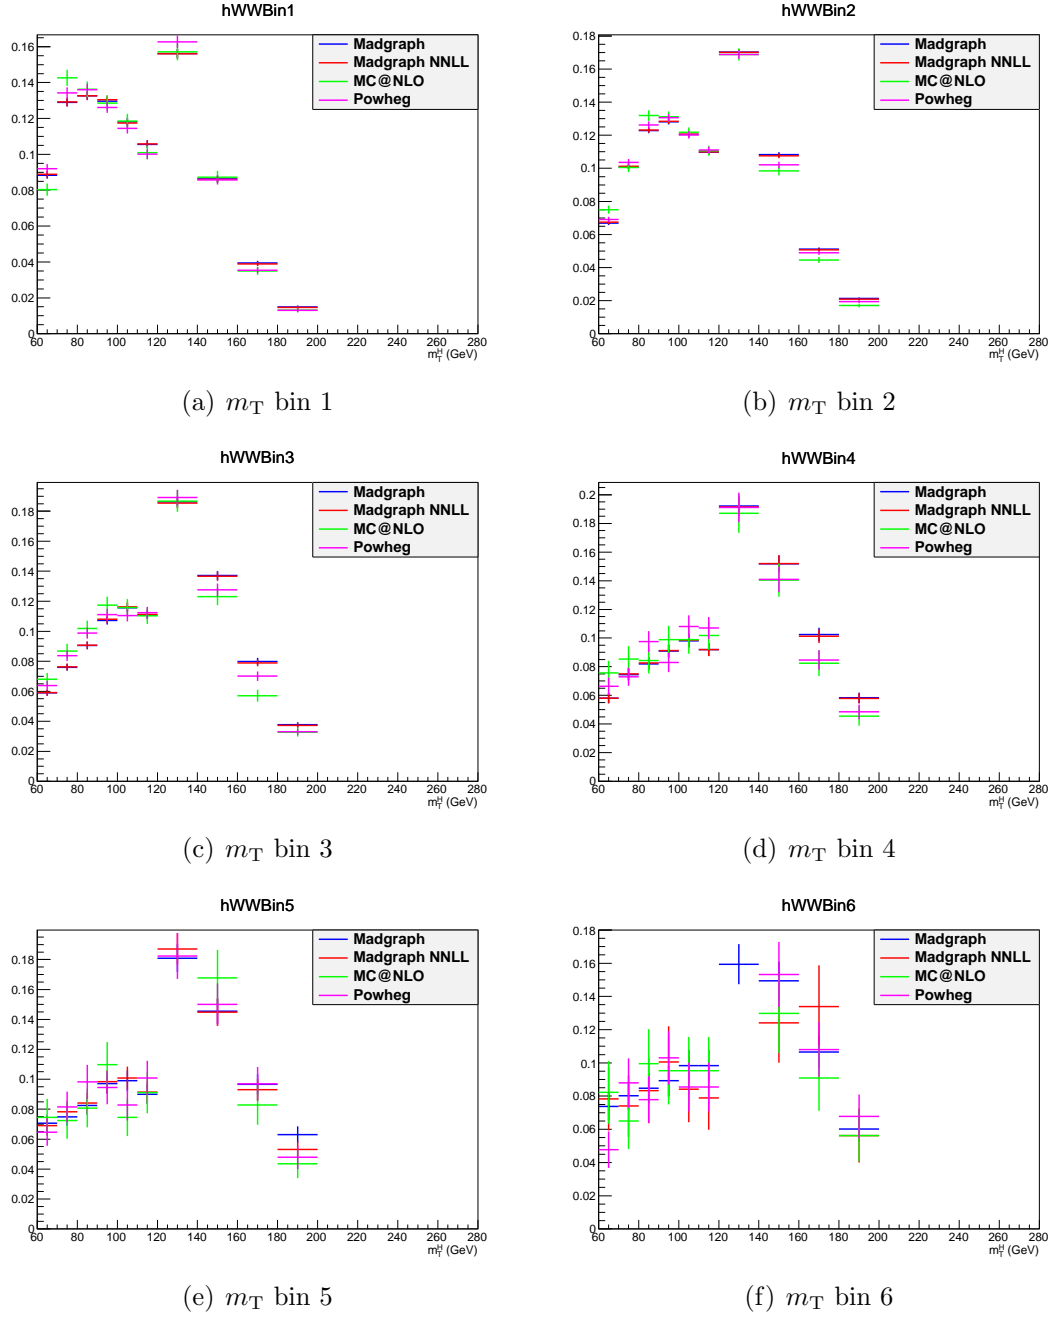 hWWBin1
Madgraph
Madgraph NNLL
MC@NLO
Powheg
0.16
0.14
0.12
0.1
0.08
0.06
0.04
0.02
0
60 80 100 120 140 160 180 200 220 240 260 280
m_T^H (GeV)
(a) m_T bin 1
hWWBin2
Madgraph
Madgraph NNLL
MC@NLO
Powheg
0.18
0.16
0.14
0.12
0.1
0.08
0.06
0.04
0.02
0
60 80 100 120 140 160 180 200 220 240 260 280
m_T^H (GeV)
(b) m_T bin 2
hWWBin3
Madgraph
Madgraph NNLL
MC@NLO
Powheg
0.18
0.16
0.14
0.12
0.1
0.08
0.06
0.04
0.02
0
60 80 100 120 140 160 180 200 220 240 260 280
m_T^H (GeV)
(c) m_T bin 3
hWWBin4
Madgraph
Madgraph NNLL
MC@NLO
Powheg
0.2
0.18
0.16
0.14
0.12
0.1
0.08
0.06
0.04
0.02
0
60 80 100 120 140 160 180 200 220 240 260 280
m_T^H (GeV)
(d) m_T bin 4
hWWBin5
Madgraph
Madgraph NNLL
MC@NLO
Powheg
0.18
0.16
0.14
0.12
0.1
0.08
0.06
0.04
0.02
0
60 80 100 120 140 160 180 200 220 240 260 280
m_T^H (GeV)
(e) m_T bin 5
hWWBin6
Madgraph
Madgraph NNLL
MC@NLO
Powheg
0.18
0.16
0.14
0.12
0.1
0.08
0.06
0.04
0.02
0
60 80 100 120 140 160 180 200 220 240 260 280
m_T^H (GeV)
(f) m_T bin 6